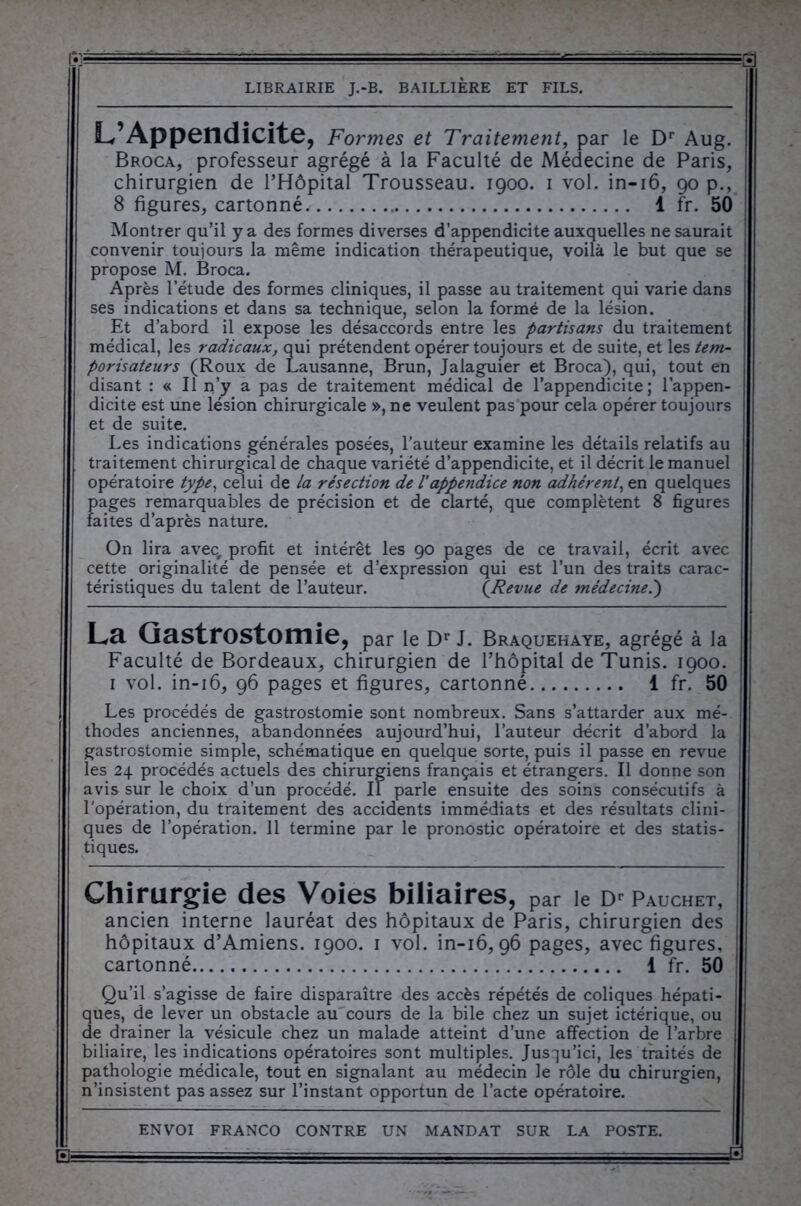 LIBRAIRIE J.-B. BAILLIÈRE ET FILS.
L'Appendicite, Formes et Traitement, par le Dr Aug.
BROCA, professeur agrégé à la Faculté de Médecine de Paris,
chirurgien de l'Hôpital Trousseau. 1900. 1 vol. in-16, 90 p.,
8 figures, cartonné.................................. 1 fr. 50
Montrer qu'il y a des formes diverses d'appendicite auxquelles ne saurait
convenir toujours la même indication thérapeutique, voilà le but que se
propose M. Broca.
Après l'étude des formes cliniques, il passe au traitement qui varie dans
ses indications et dans sa technique, selon la formé de la lésion.
Et d'abord il expose les désaccords entre les partisans du traitement
médical, les radicaux, qui prétendent opérer toujours et de suite, et les tem-
porisateurs (Roux de Lausanne, Brun, Jalaguier et Broca), qui, tout en
disant : « Il n'y a pas de traitement médical de l'appendicite; l'appen-
dicite est une lésion chirurgicale », ne veulent pas pour cela opérer toujours
et de suite.
Les indications générales posées, l'auteur examine les détails relatifs au
traitement chirurgical de chaque variété d'appendicite, et il décrit le manuel
opératoire type, celui de la résection de l'appendice non adhérent, en quelques
pages remarquables de précision et de clarté, que complètent 8 figures
faites d'après nature.
On lira avec profit et intérêt les 90 pages de ce travail, écrit avec
cette originalité de pensée et d'expression qui est l'un des traits carac-
téristiques du talent de l'auteur. (Revue de médecine.)
La Gastrostomie, par le Dr J. BRAQUEHAYE, agrégé à la
Faculté de Bordeaux, chirurgien de l'hôpital de Tunis. 1900.
1 vol. in-16, 96 pages et figures, cartonné.......... 1 fr. 50
Les procédés de gastrostomie sont nombreux. Sans s'attarder aux mé-
thodes anciennes, abandonnées aujourd'hui, l'auteur décrit d'abord la
gastrostomie simple, schématique en quelque sorte, puis il passe en revue
les 24 procédés actuels des chirurgiens français et étrangers. Il donne son
avis sur le choix d'un procédé. Il parle ensuite des soins consécutifs à
l'opération, du traitement des accidents immédiats et des résultats clini-
ques de l'opération. Il termine par le pronostic opératoire et des statis-
tiques.
Chirurgie des Voies biliaires, par le Dr PAUCHET,
ancien interne lauréat des hôpitaux de Paris, chirurgien des
hôpitaux d'Amiens. 1900. 1 vol. in-16, 96 pages, avec figures,
cartonné............................................ 1 fr. 50
Qu'il s'agisse de faire disparaître des accès répétés de coliques hépati-
ques, de lever un obstacle au cours de la bile chez un sujet ictérique, ou
de drainer la vésicule chez un malade atteint d'une affection de l'arbre
biliaire, les indications opératoires sont multiples. Jusqu'ici, les traités de
pathologie médicale, tout en signalant au médecin le rôle du chirurgien,
n'insistent pas assez sur l'instant opportun de l'acte opératoire.
ENVOI FRANCO CONTRE UN MANDAT SUR LA POSTE.